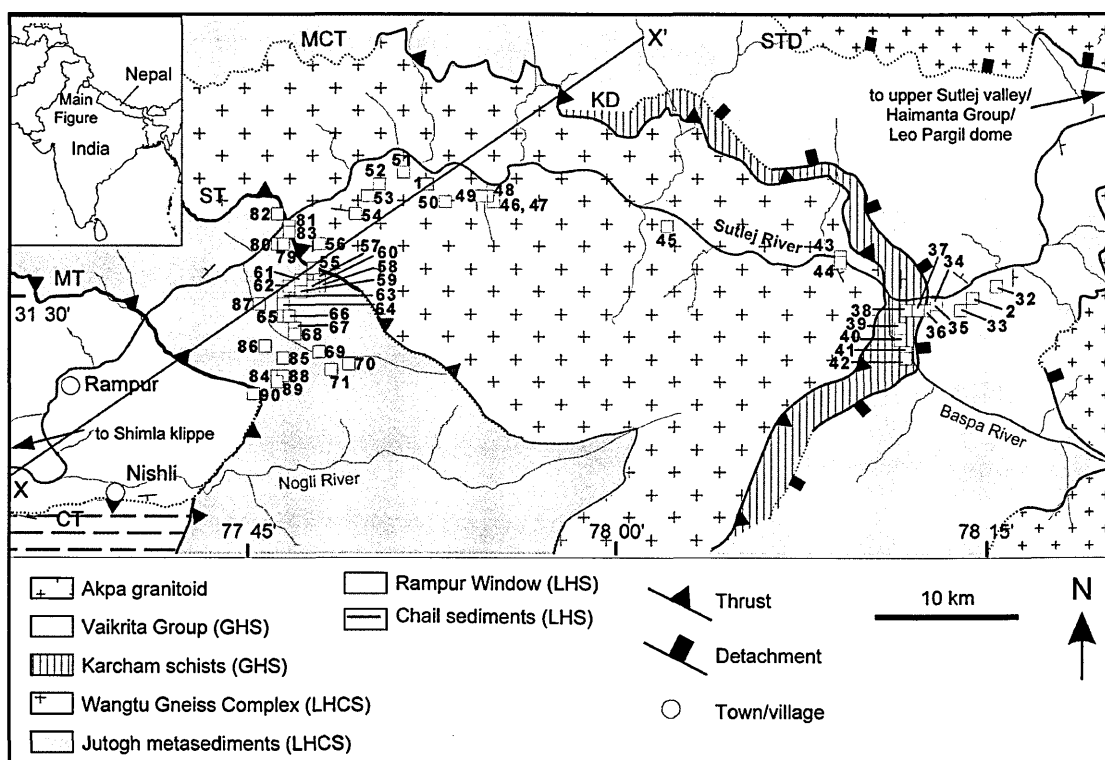 Nepal
Main
Figure
India
MCT
X'
STD
KD
to upper Sutlej valley/
Haimanta Group/
Leo Pargil dome
ST
52
51
1
53
54
50
49
48
46, 47
82
81
83
80
79
56
57
60
55
58
59
61
62
63
64
87
65
66
67
68
86
85
69
70
71
84
88
89
90
45
Sutlej River
43
44
37
34
32
2
33
35
36
38
39
40
41
42
MT
31 30'
Rampur
to Shimla klippe
X
Nishli
CT
Nogli River
Baspa River
77 45'
78 00'
78 15'
Akpa granitoid
Vaikrita Group (GHS)
Karcham schists (GHS)
Wangtu Gneiss Complex (LHCS)
Jutogh metasediments (LHCS)
Rampur Window (LHS)
Chail sediments (LHS)
Thrust
Detachment
Town/village
10 km
N